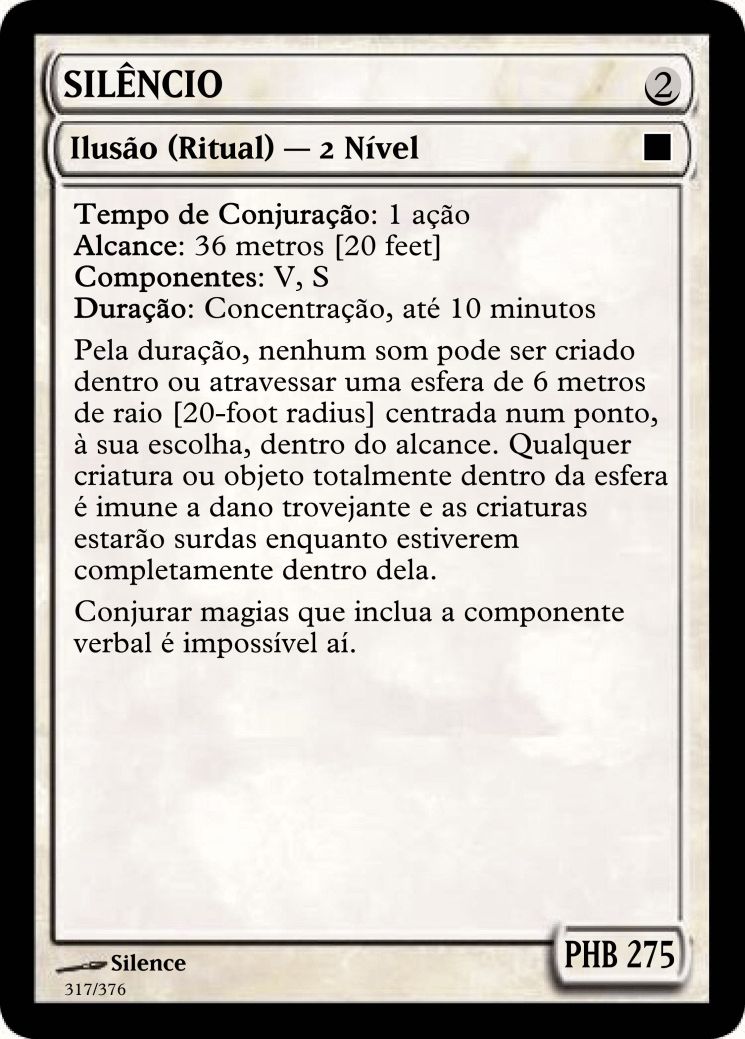 SILÊNCIO
2
Ilusão (Ritual) — 2 Nível
Tempo de Conjuração: 1 ação
Alcance: 36 metros [20 feet]
Componentes: V, S
Duração: Concentração, até 10 minutos
Pela duração, nenhum som pode ser criado
dentro ou atravessar uma esfera de 6 metros
de raio [20-foot radius] centrada num ponto,
à sua escolha, dentro do alcance. Qualquer
criatura ou objeto totalmente dentro da esfera
é imune a dano trovejante e as criaturas
estarão surdas enquanto estiverem
completamente dentro dela.
Conjurar magias que inclua a componente
verbal é impossível aí.
PHB 275
Silence
317/376